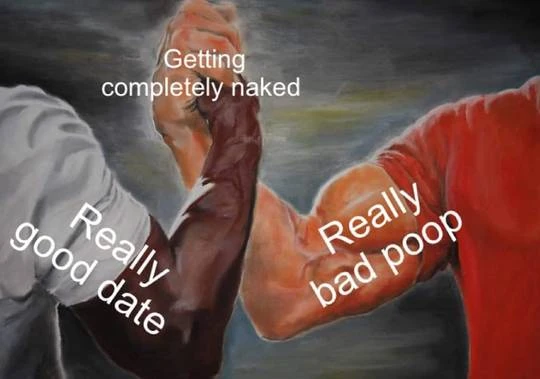 Getting
completely naked
Really
good date
Really
bad poop